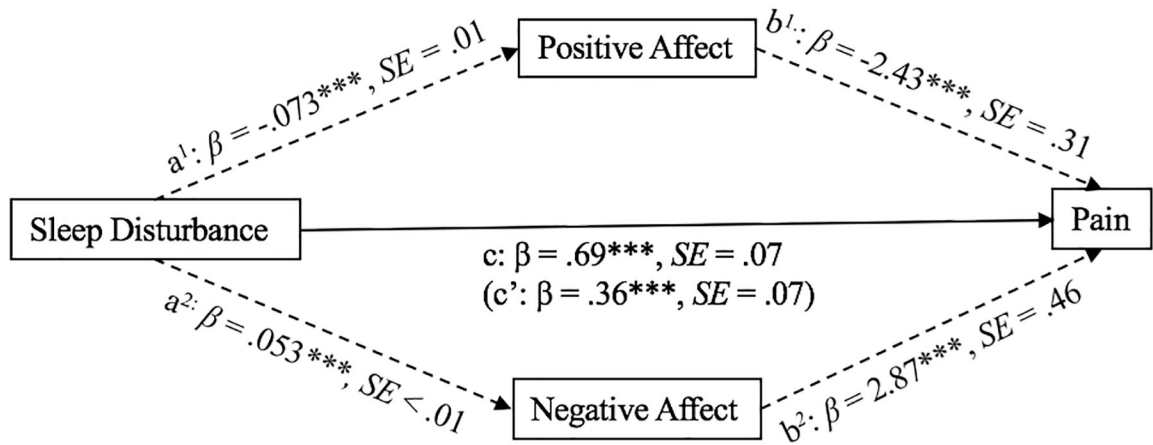 Positive Affect
a¹: β = -.073***, SE = .01
b¹·: β = -2.43***, SE = .31
Sleep Disturbance
Pain
c: β = .69***, SE = .07
(c’: β = .36***, SE = .07)
a²: β = .053***, SE < .01
b²: β = 2.87***, SE = .46
Negative Affect